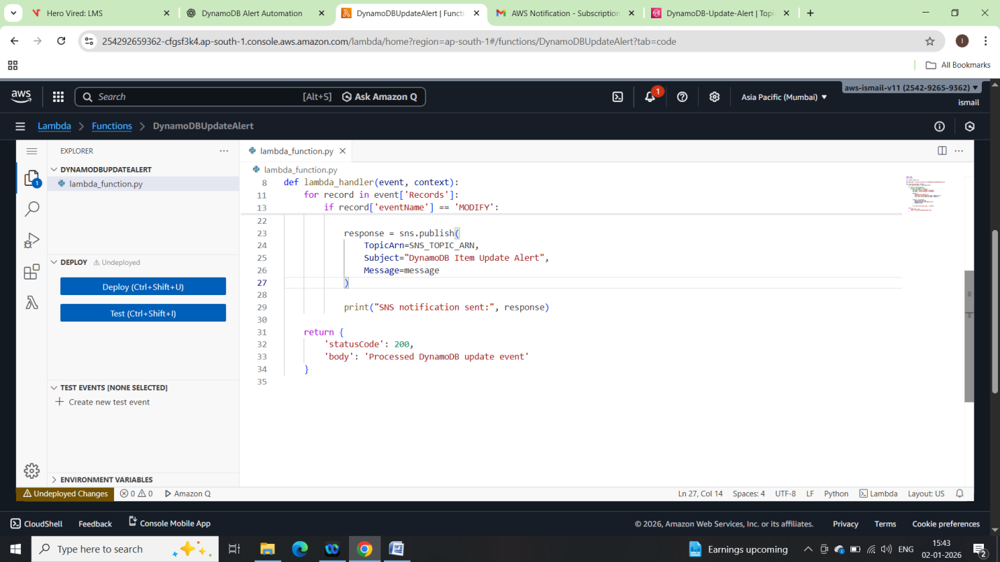 Hero Vired: LMS
DynamoDB Alert Automation
DynamoDBUpdateAlert | Functi
AWS Notification - Subscription
DynamoDB-Update-Alert | Topi
254292659362-cfgsf3k4.ap-south-1.console.aws.amazon.com/lambda/home?region=ap-south-1#/functions/DynamoDBUpdateAlert?tab=code
I
All Bookmarks
aws
Search
[Alt+S]
Ask Amazon Q
1
Asia Pacific (Mumbai)
aws-ismail-v11 (2542-9265-9362)
ismail
Lambda
Functions
DynamoDBUpdateAlert
EXPLORER
DYNAMODBUPDATEALERT
lambda_function.py
1
DEPLOY
Undeployed
Deploy (Ctrl+Shift+U)
Test (Ctrl+Shift+I)
TEST EVENTS [NONE SELECTED]
Create new test event
ENVIRONMENT VARIABLES
lambda_function.py
lambda_function.py
8 def lambda_handler(event, context):
11 for record in event['Records']:
13 if record['eventName'] == 'MODIFY':
22
23 response = sns.publish(
24 TopicArn=SNS_TOPIC_ARN,
25 Subject="DynamoDB Item Update Alert",
26 Message=message
27 )
28
29 print("SNS notification sent:", response)
30
31 return {
32 'statusCode': 200,
33 'body': 'Processed DynamoDB update event'
34 }
35
Undeployed Changes
0 0
Amazon Q
Ln 27, Col 14
Spaces: 4
UTF-8
LF
Python
Lambda
Layout: US
CloudShell
Feedback
Console Mobile App
© 2026, Amazon Web Services, Inc. or its affiliates.
Privacy
Terms
Cookie preferences
Type here to search
Earnings upcoming
ENG
15:43
02-01-2026
2